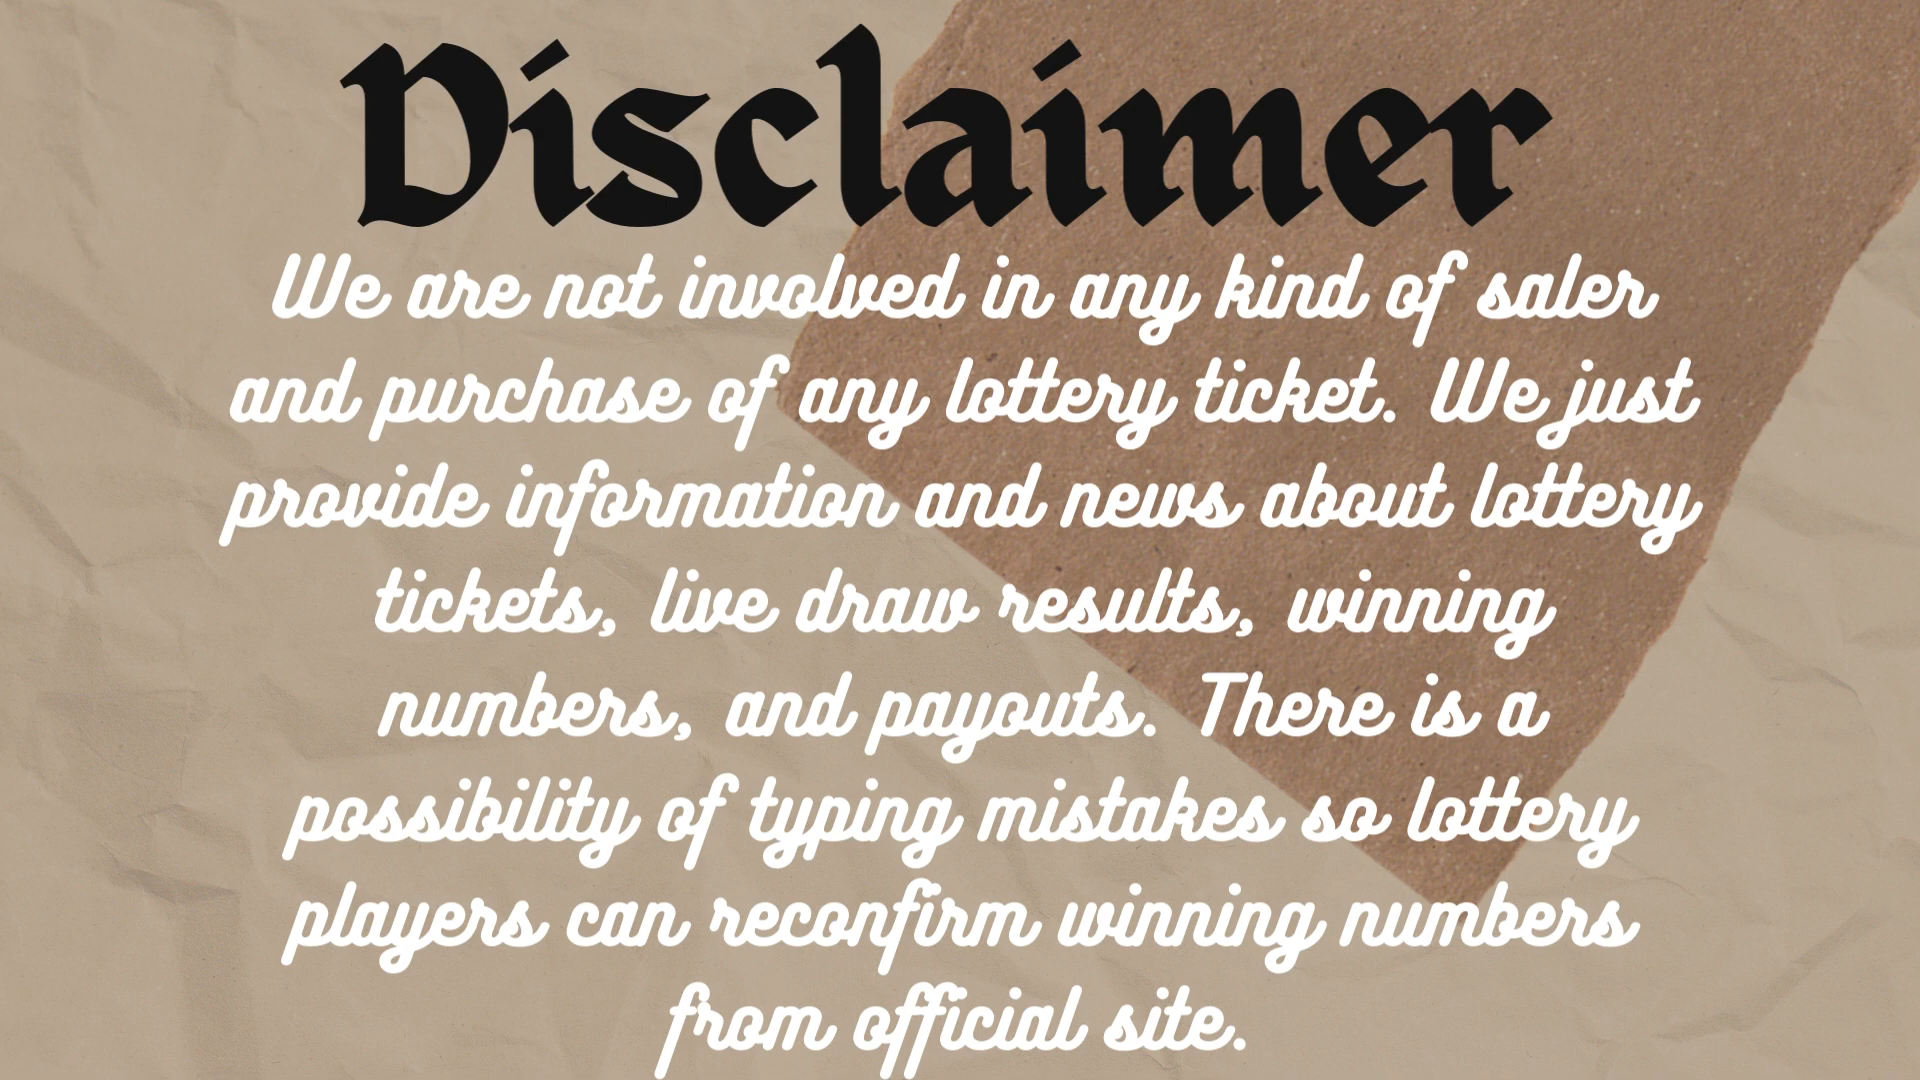 Disclaimer
We are not involved in any kind of saler
and purchase of any lottery ticket. We just
provide information and news about lottery
tickets, live draw results, winning
numbers, and payouts. There is a
possibility of typing mistakes so lottery
players can reconfirm winning numbers
from official site.